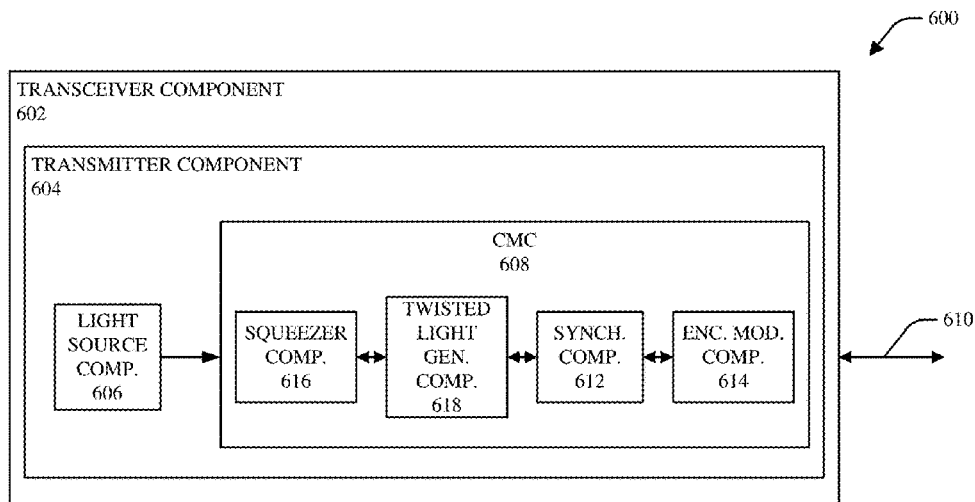 600
TRANSCEIVER COMPONENT
602
TRANSMITTER COMPONENT
604
CMC
608
LIGHT
SOURCE
COMP.
606
SQUEEZER
COMP.
616
TWISTED
LIGHT
GEN.
COMP.
618
SYNCH.
COMP.
612
ENC. MOD.
COMP.
614
610